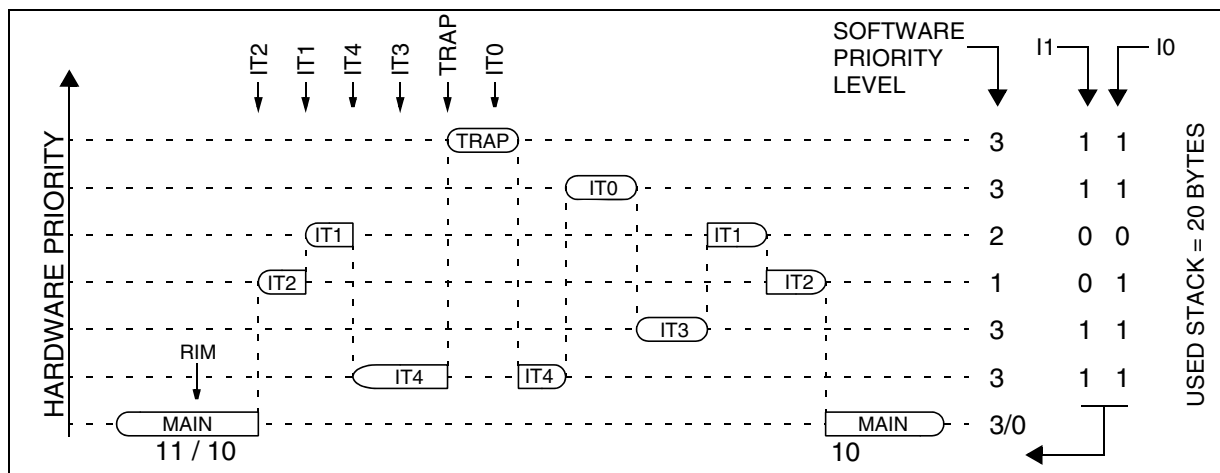 IT2
IT1
IT4
IT3
TRAP
IT0
SOFTWARE
PRIORITY
LEVEL
I1
I0
HARDWARE PRIORITY
TRAP
3
1 1
IT0
3
1 1
IT1
IT1
2
0 0
IT2
IT2
1
0 1
IT3
3
1 1
RIM
IT4
IT4
3
1 1
MAIN
MAIN
3/0
11 / 10
10
USED STACK = 20 BYTES